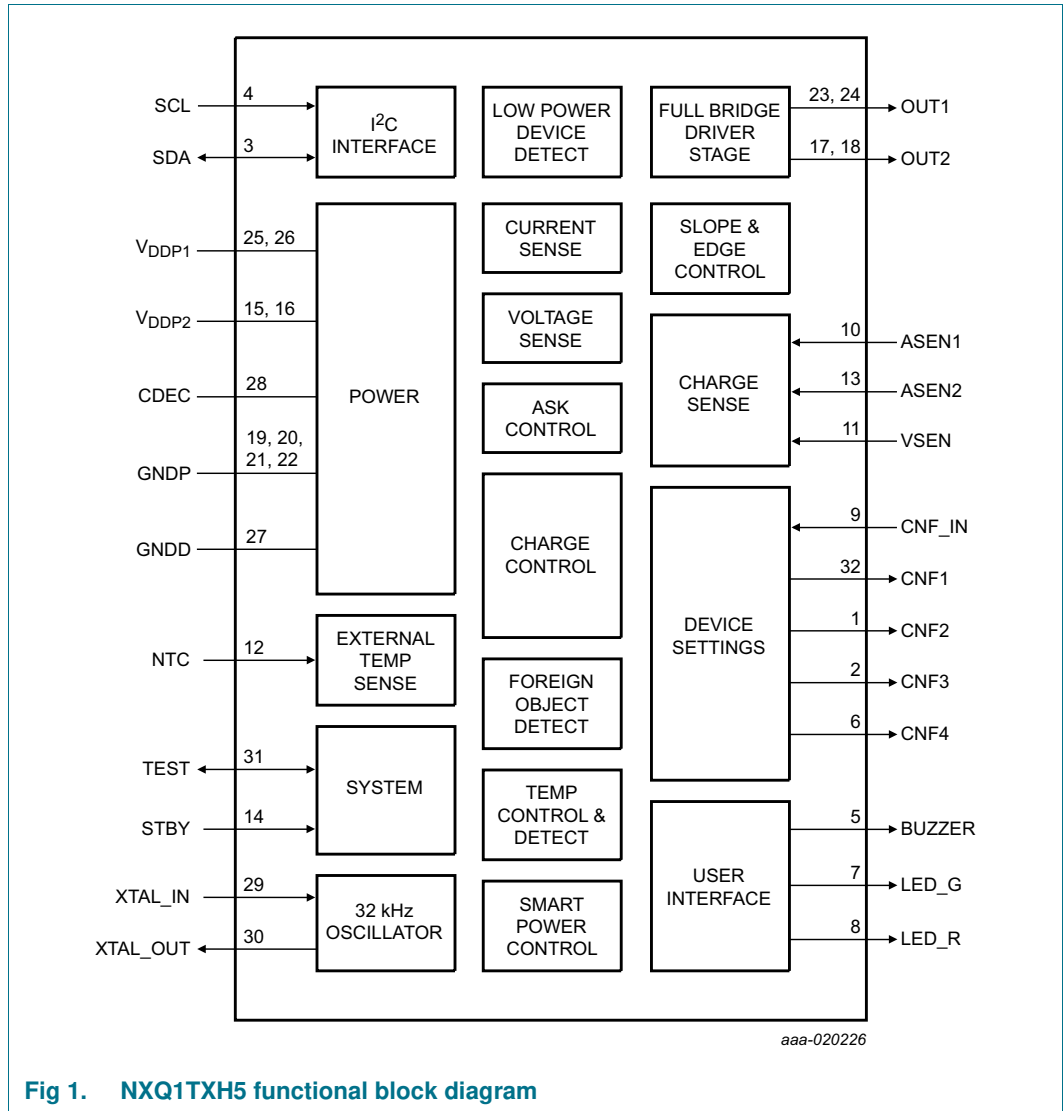 SCL
4
SDA
3
I2C
INTERFACE
LOW POWER
DEVICE
DETECT
FULL BRIDGE
DRIVER
STAGE
23, 24
OUT1
17, 18
OUT2
VDDP1
25, 26
VDDP2
15, 16
CDEC
28
GNDP
19, 20,
21, 22
GNDD
27
POWER
CURRENT
SENSE
VOLTAGE
SENSE
ASK
CONTROL
CHARGE
CONTROL
SLOPE &
EDGE
CONTROL
CHARGE
SENSE
10
ASEN1
13
ASEN2
11
VSEN
DEVICE
SETTINGS
9
CNF_IN
32
CNF1
1
CNF2
2
CNF3
6
CNF4
NTC
12
EXTERNAL
TEMP
SENSE
FOREIGN
OBJECT
DETECT
TEST
31
STBY
14
SYSTEM
TEMP
CONTROL &
DETECT
XTAL_IN
29
XTAL_OUT
30
32 kHz
OSCILLATOR
SMART
POWER
CONTROL
USER
INTERFACE
5
BUZZER
7
LED_G
8
LED_R
aaa-020226
Fig 1. NXQ1TXH5 functional block diagram